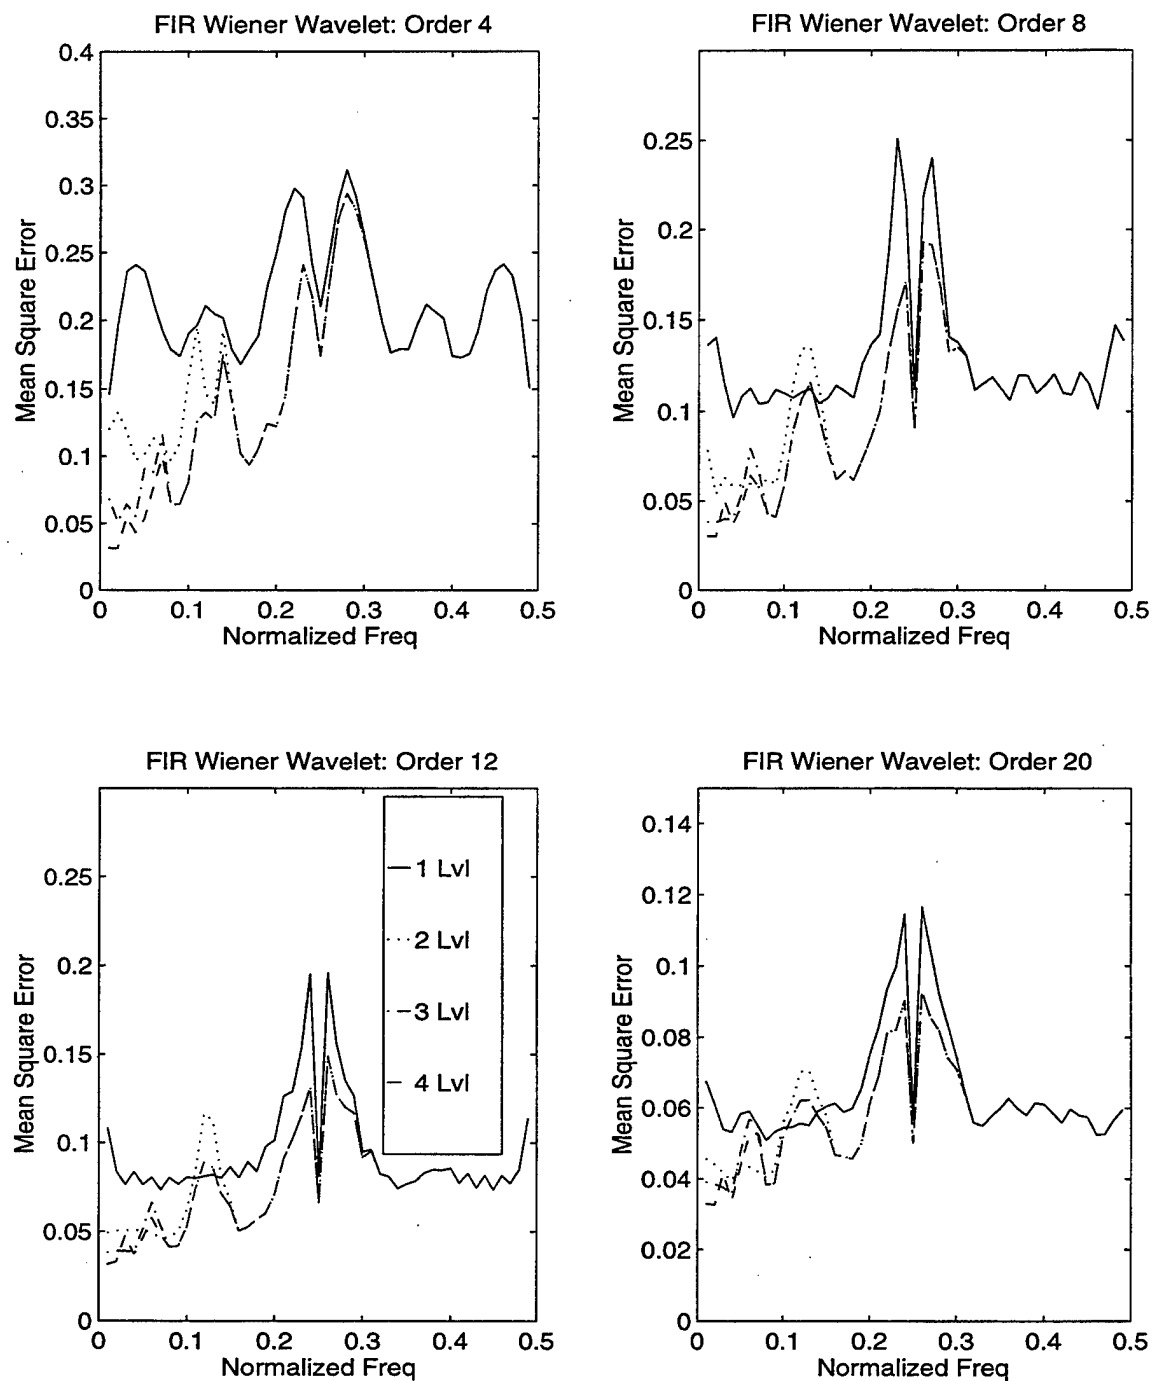 FIR Wiener Wavelet: Order 4
0.4
0.35
0.3
0.25
0.2
0.15
0.1
0.05
0
Mean Square Error
0 0.1 0.2 0.3 0.4 0.5
Normalized Freq
FIR Wiener Wavelet: Order 8
0.25
0.2
0.15
0.1
0.05
0
Mean Square Error
0 0.1 0.2 0.3 0.4 0.5
Normalized Freq
FIR Wiener Wavelet: Order 12
0.25
0.2
0.15
0.1
0.05
0
Mean Square Error
1 Lvl
2 Lvl
3 Lvl
4 Lvl
0 0.1 0.2 0.3 0.4 0.5
Normalized Freq
FIR Wiener Wavelet: Order 20
0.14
0.12
0.1
0.08
0.06
0.04
0.02
0
Mean Square Error
0 0.1 0.2 0.3 0.4 0.5
Normalized Freq